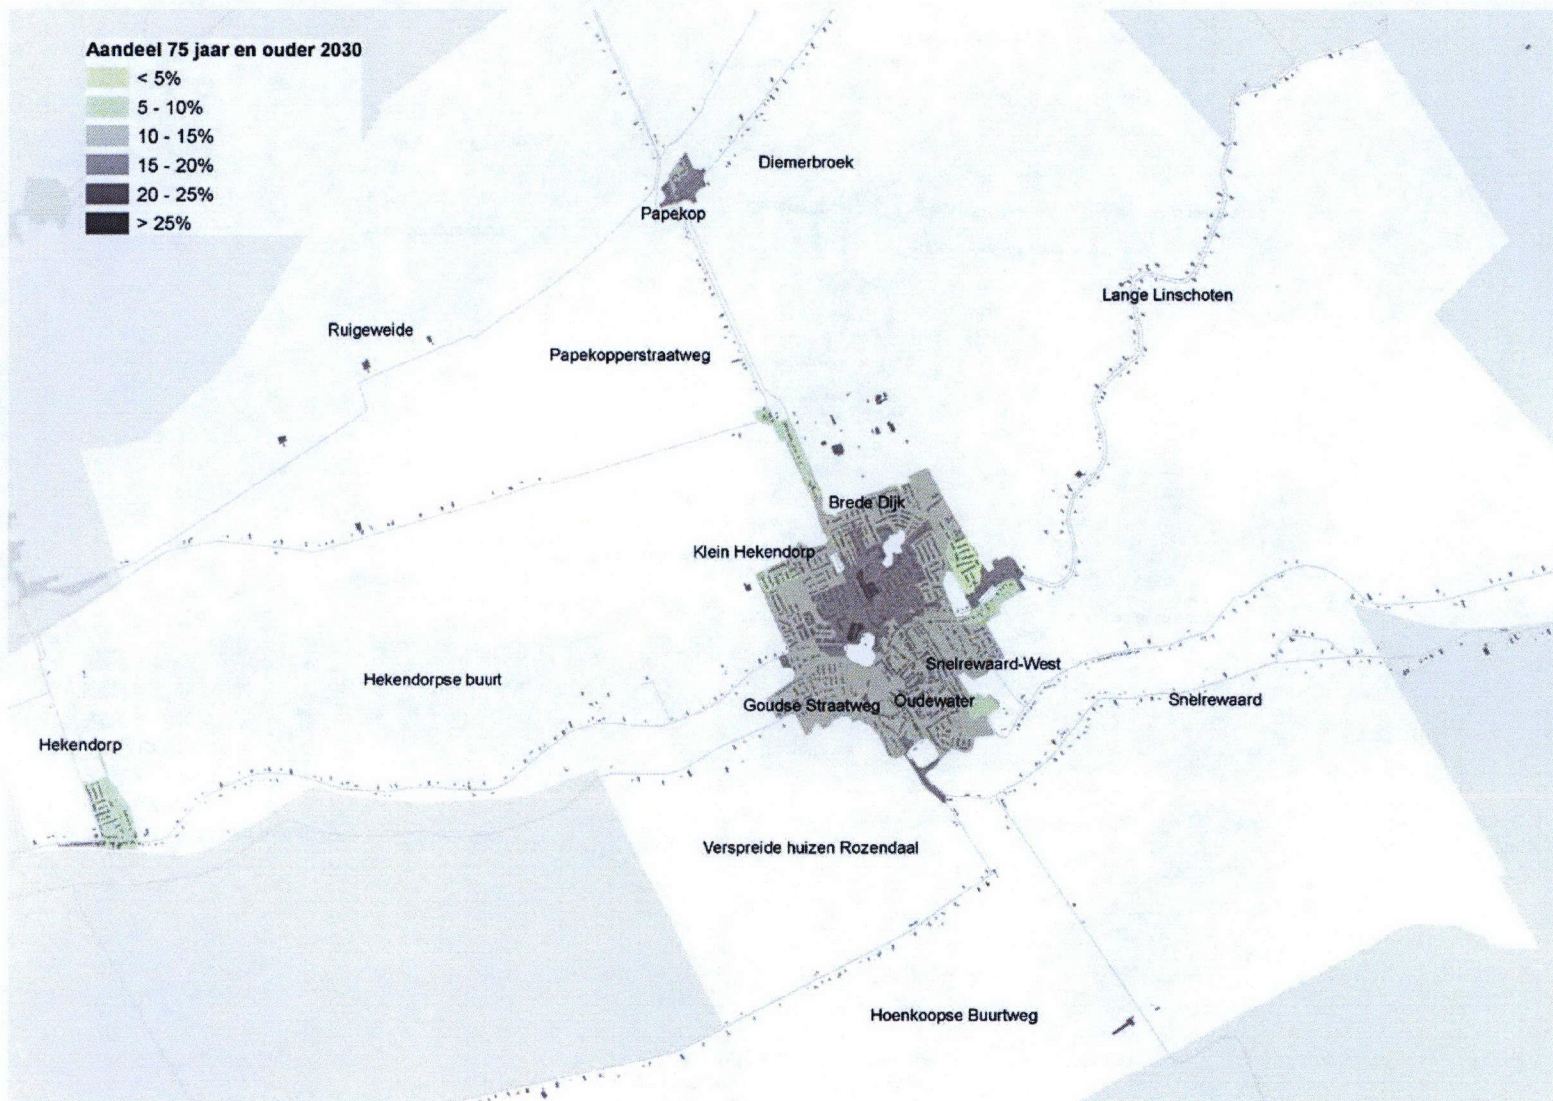 Aandeel 75 jaar en ouder 2030
< 5%
5 - 10%
10 - 15%
15 - 20%
20 - 25%
> 25%
Diemerbroek
Papekop
Lange Linschoten
Ruigeweide
Papekopperstraatweg
Brede Dijk
Klein Hekendorp
Snelrewaard-West
Hekendorpse buurt
Goudse Straatweg
Oudewater
Snelrewaard
Hekendorp
Verspreide huizen Rozendaal
Hoenkoopse Buurtweg